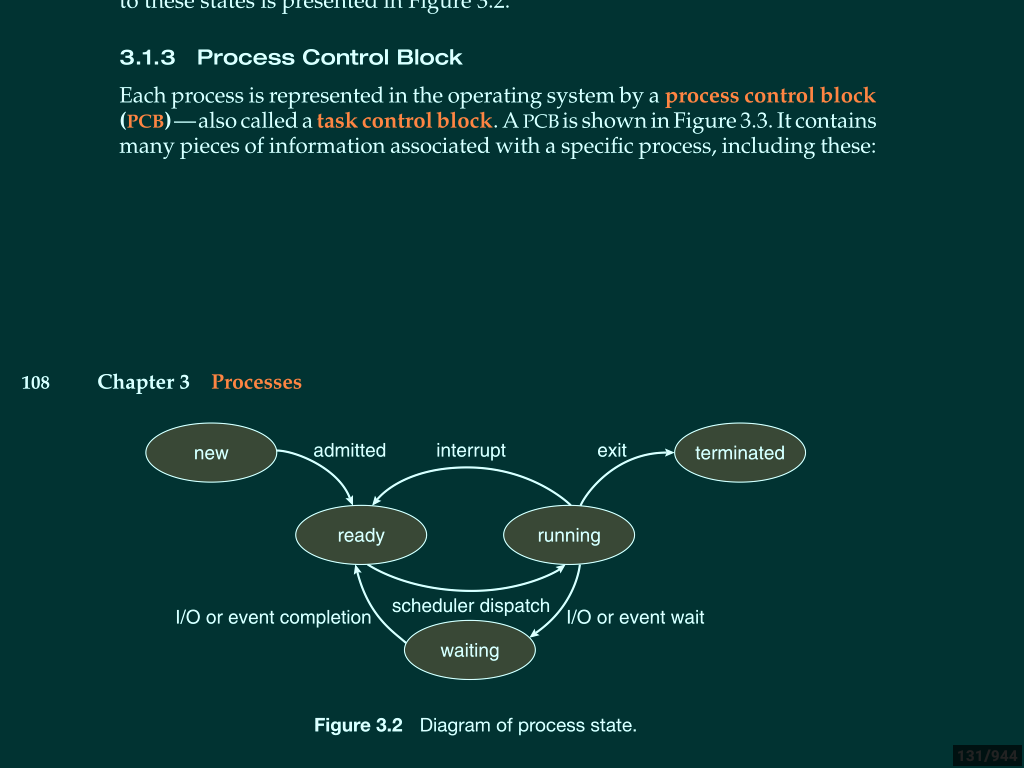 to these states is presented in Figure 3.2.
3.1.3 Process Control Block
Each process is represented in the operating system by a process control block
(PCB)—also called a task control block. A PCB is shown in Figure 3.3. It contains
many pieces of information associated with a specific process, including these:
108 Chapter 3 Processes
new
admitted
interrupt
exit
terminated
ready
running
scheduler dispatch
I/O or event completion
I/O or event wait
waiting
Figure 3.2 Diagram of process state.
131/944